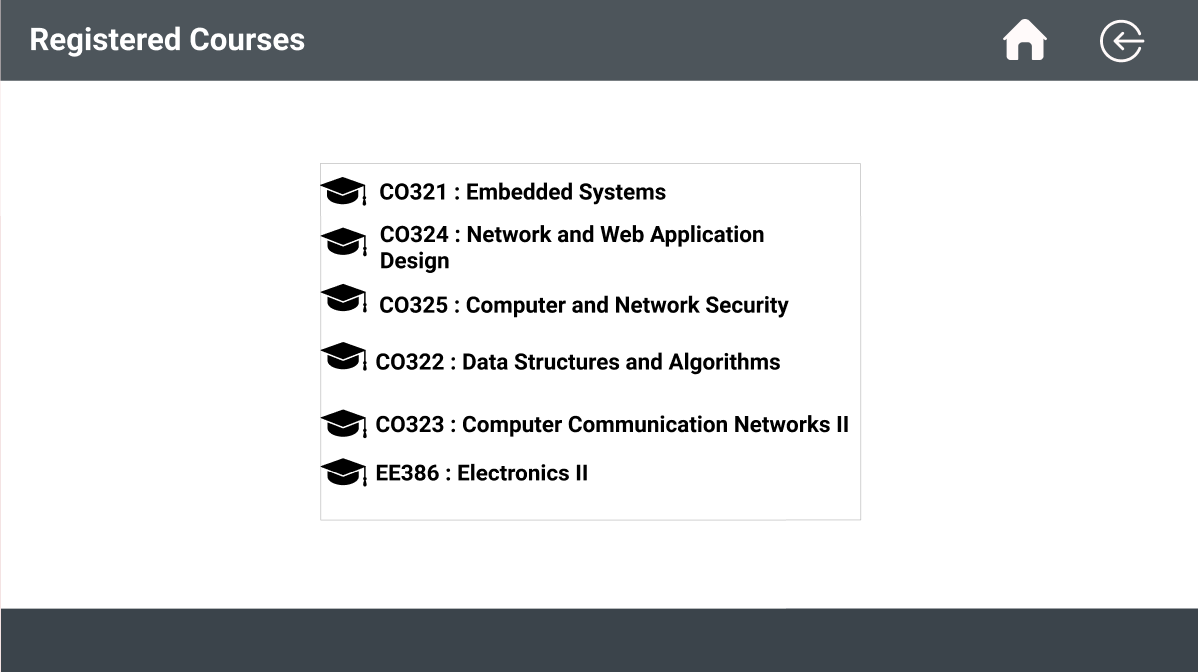 Registered Courses
CO321 : Embedded Systems
CO324 : Network and Web Application
Design
CO325 : Computer and Network Security
CO322 : Data Structures and Algorithms
CO323 : Computer Communication Networks II
EE386 : Electronics II